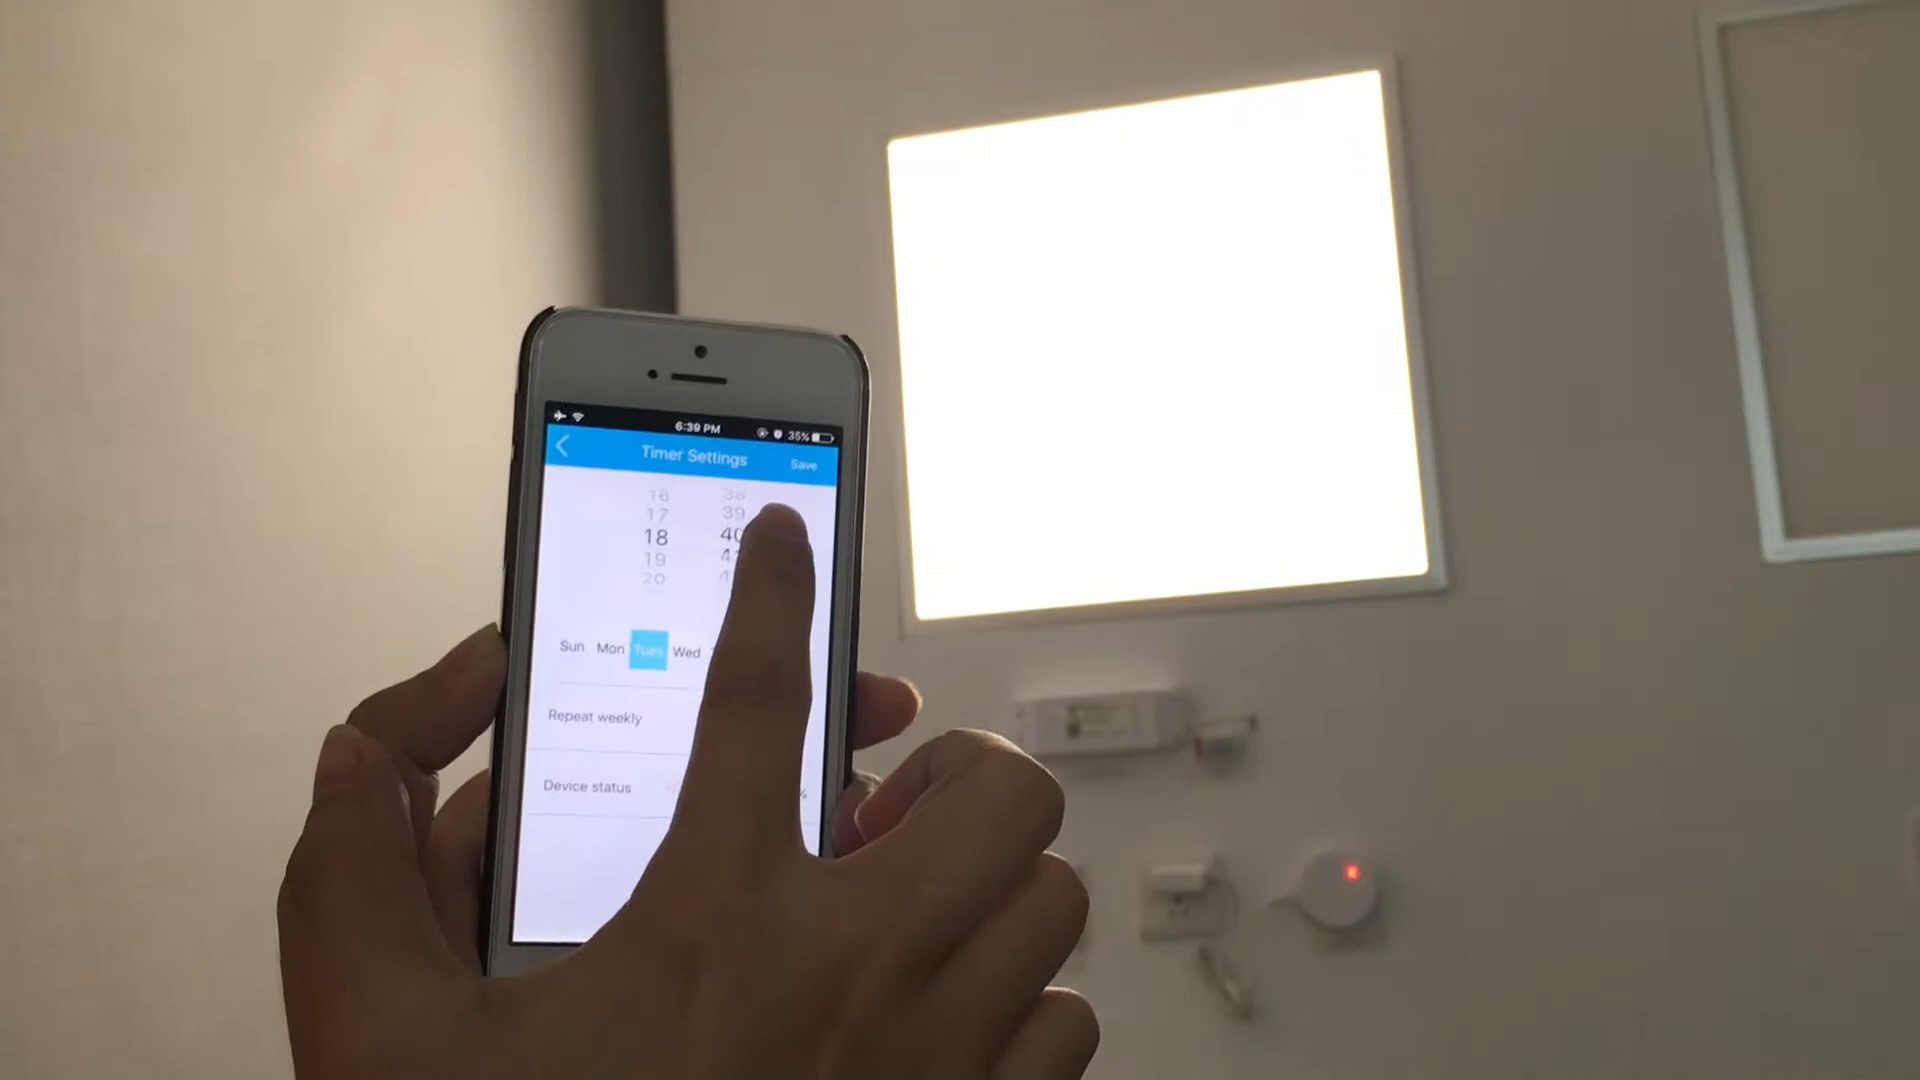 6:39 PM 35%
Timer Settings Save
16 38
17 39
18 40
19
20
Sun Mon Tues Wed
Repeat weekly
Device status %